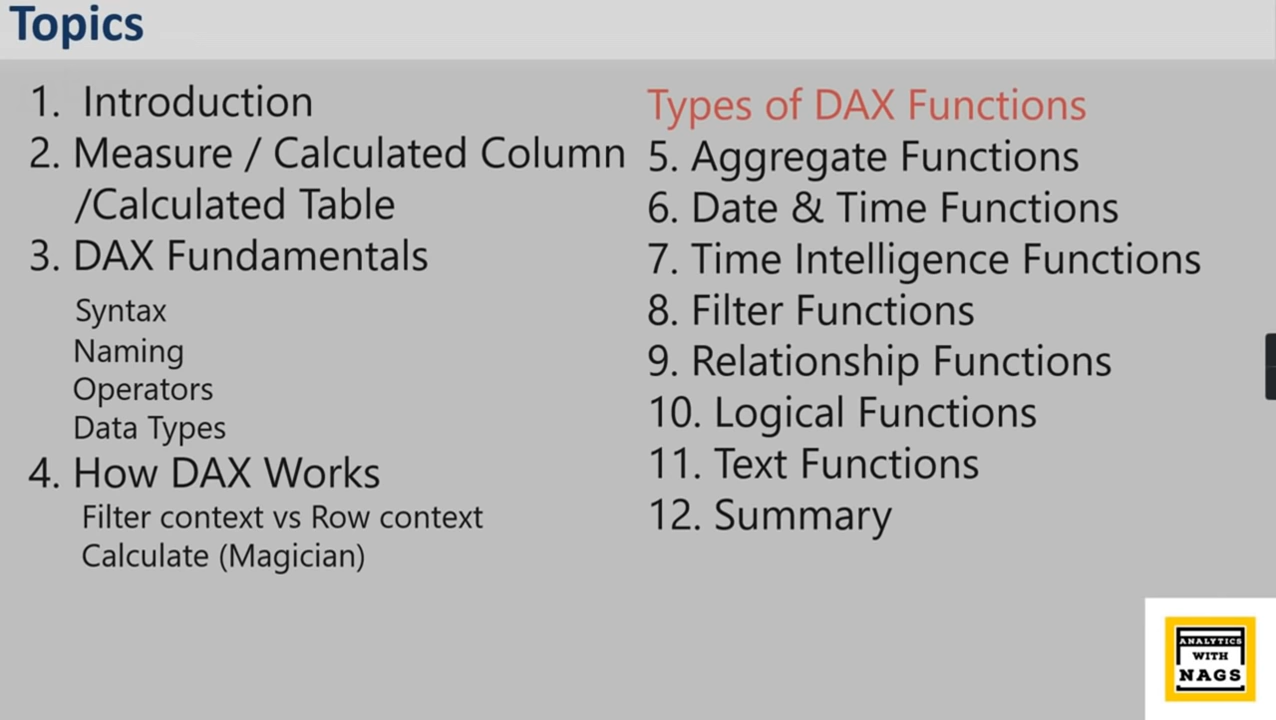 Topics
1. Introduction
2. Measure / Calculated Column
/Calculated Table
3. DAX Fundamentals
Syntax
Naming
Operators
Data Types
4. How DAX Works
Filter context vs Row context
Calculate (Magician)
Types of DAX Functions
5. Aggregate Functions
6. Date & Time Functions
7. Time Intelligence Functions
8. Filter Functions
9. Relationship Functions
10. Logical Functions
11. Text Functions
12. Summary
ANALYTICS
WITH
NAGS